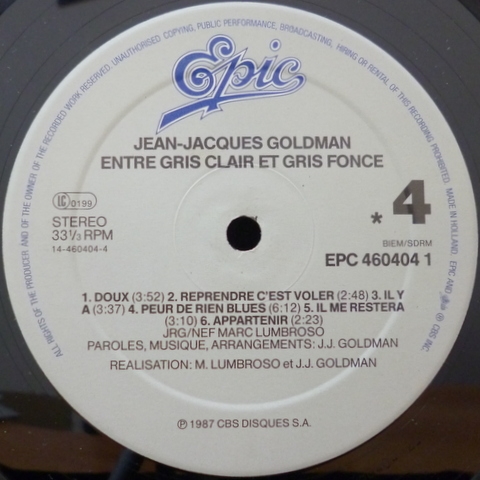 ALL RIGHTS OF THE PRODUCER, AND OF THE OWNER OF THE RECORDED WORK RESERVED. UNAUTHORISED COPYING, PUBLIC PERFORMANCE, BROADCASTING, HIRING OR RENTAL OF THIS RECORDING PROHIBITED. MADE IN HOLLAND. EPIC AND
CBS INC.
Epic
JEAN-JACQUES GOLDMAN
ENTRE GRIS CLAIR ET GRIS FONCE
LC 0199
STEREO
33⅓ RPM
14-460404-4
* 4
BIEM/SDRM
EPC 460404 1
1. DOUX (3:52) 2. REPRENDRE C'EST VOLER (2:48) 3. IL Y
A (3:37) 4. PEUR DE RIEN BLUES (6:12) 5. IL ME RESTERA
(3:10) 6. APPARTENIR (2:23)
JRG/NEF MARC LUMBROSO
PAROLES, MUSIQUE, ARRANGEMENTS: J.J. GOLDMAN
REALISATION: M. LUMBROSO et J.J. GOLDMAN
℗ 1987 CBS DISQUES S.A.